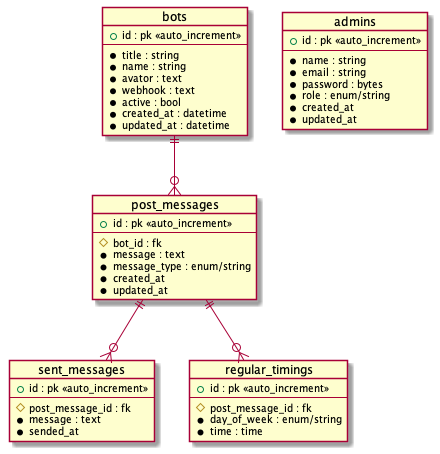 bots
id : pk «auto_increment»
title : string
name : string
avator : text
webhook : text
active : bool
created_at : datetime
updated_at : datetime
admins
id : pk «auto_increment»
name : string
email : string
password : bytes
role : enum/string
created_at
updated_at
post_messages
id : pk «auto_increment»
bot_id : fk
message : text
message_type : enum/string
created_at
updated_at
sent_messages
id : pk «auto_increment»
post_message_id : fk
message : text
sended_at
regular_timings
id : pk «auto_increment»
post_message_id : fk
day_of_week : enum/string
time : time